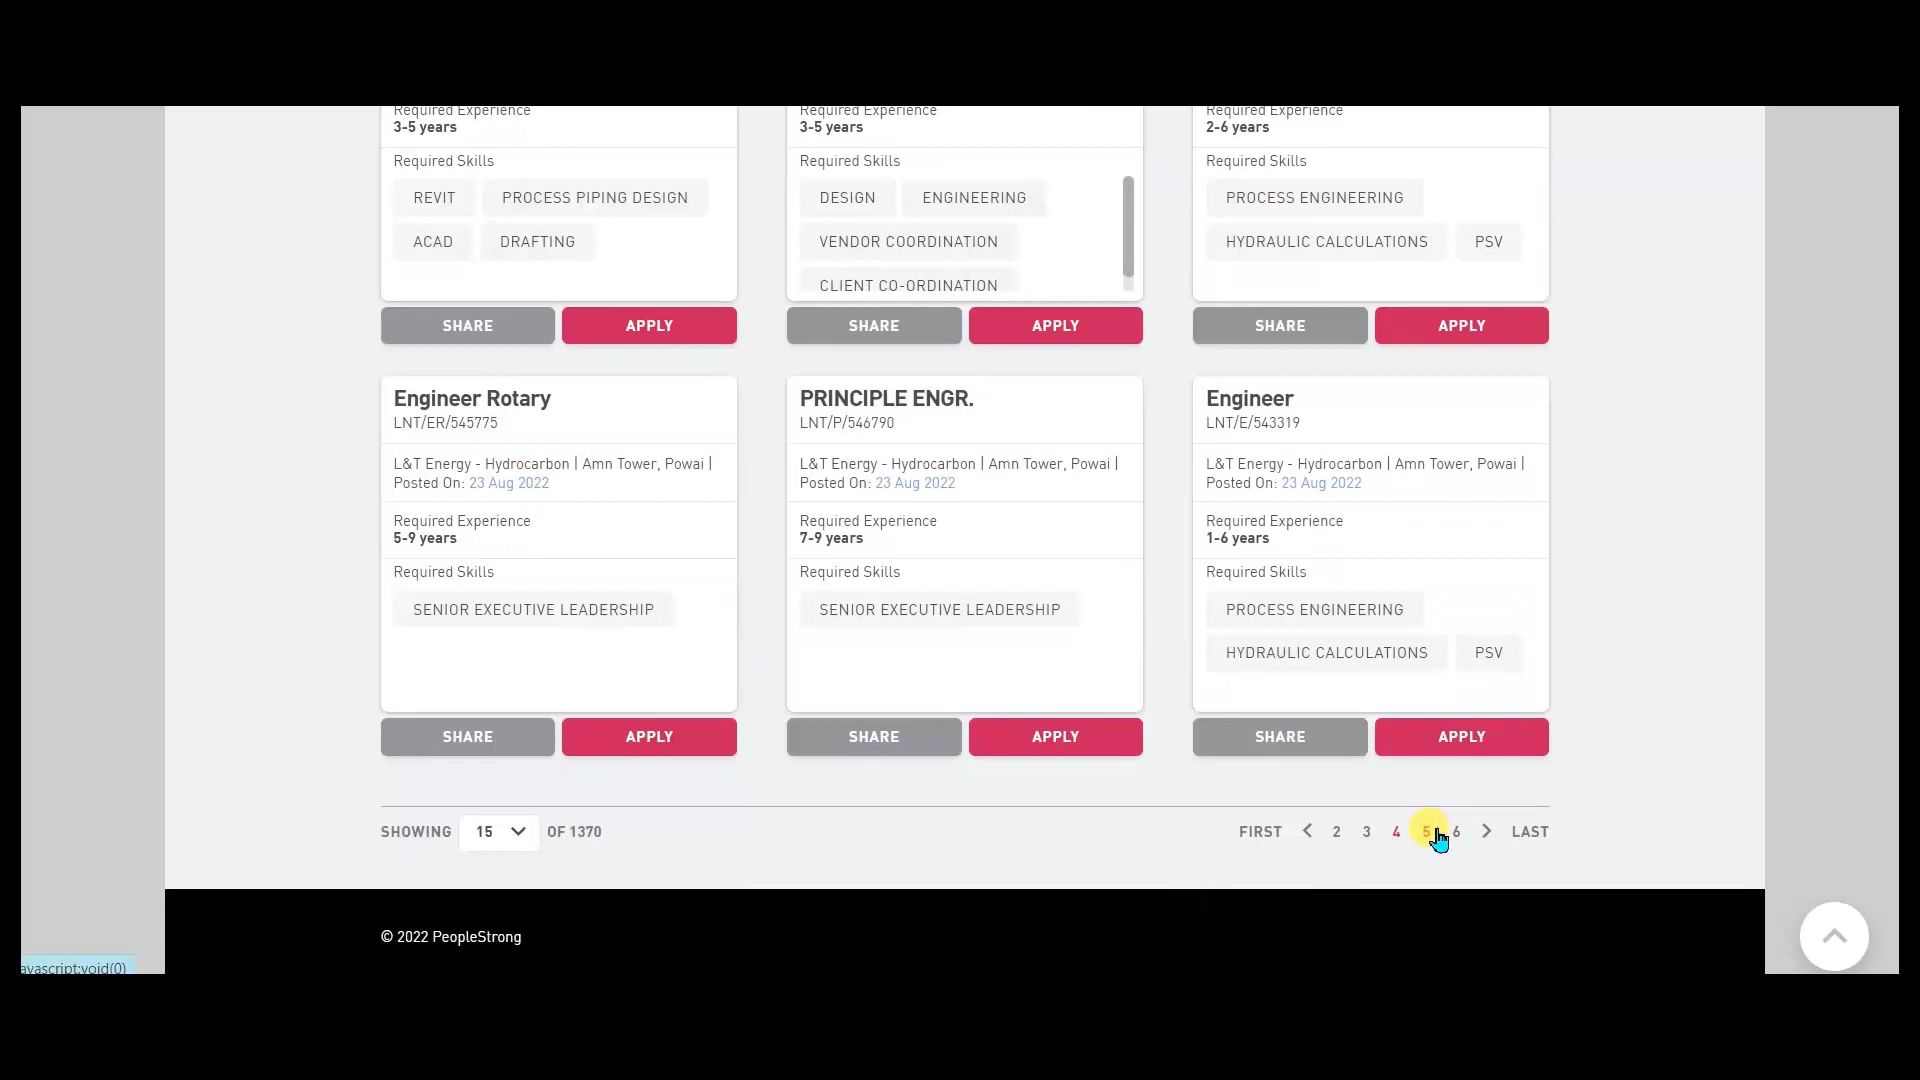 Required Experience
3-5 years
Required Skills
REVIT PROCESS PIPING DESIGN
ACAD DRAFTING
SHARE APPLY
Required Experience
3-5 years
Required Skills
DESIGN ENGINEERING
VENDOR COORDINATION
CLIENT CO-ORDINATION
SHARE APPLY
Required Experience
2-6 years
Required Skills
PROCESS ENGINEERING
HYDRAULIC CALCULATIONS PSV
SHARE APPLY
Engineer Rotary
LNT/ER/545775
L&T Energy - Hydrocarbon | Amn Tower, Powai |
Posted On: 23 Aug 2022
Required Experience
5-9 years
Required Skills
SENIOR EXECUTIVE LEADERSHIP
SHARE APPLY
PRINCIPLE ENGR.
LNT/P/546790
L&T Energy - Hydrocarbon | Amn Tower, Powai |
Posted On: 23 Aug 2022
Required Experience
7-9 years
Required Skills
SENIOR EXECUTIVE LEADERSHIP
SHARE APPLY
Engineer
LNT/E/543319
L&T Energy - Hydrocarbon | Amn Tower, Powai |
Posted On: 23 Aug 2022
Required Experience
1-6 years
Required Skills
PROCESS ENGINEERING
HYDRAULIC CALCULATIONS PSV
SHARE APPLY
SHOWING 15 OF 1370
FIRST 2 3 4 5 6 LAST
© 2022 PeopleStrong
avascript:void(0)